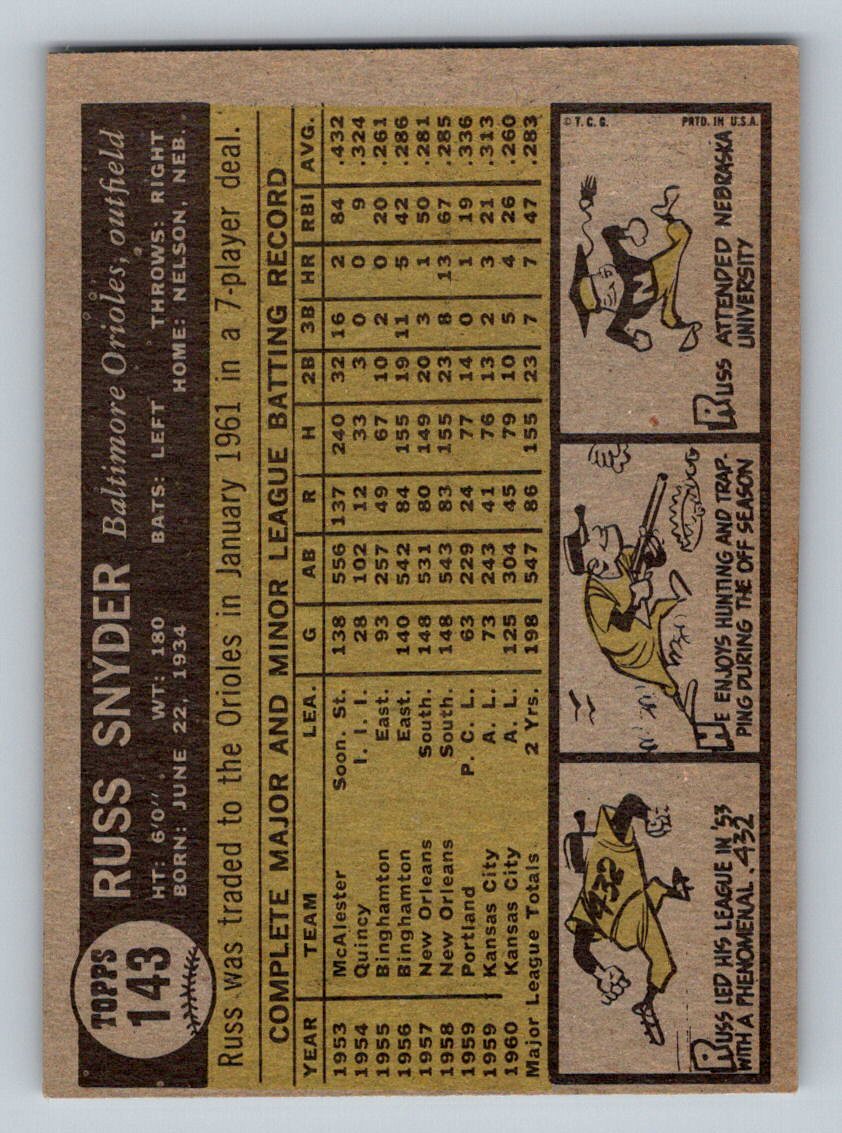 TOPPS
143
RUSS SNYDER Baltimore Orioles, outfield
HT: 6'0" WT: 180 BATS: LEFT THROWS: RIGHT
BORN: JUNE 22, 1934 HOME: NELSON, NEB.
Russ was traded to the Orioles in January 1961 in a 7-player deal.
COMPLETE MAJOR AND MINOR LEAGUE BATTING RECORD
YEAR TEAM LEA. G AB R H 2B 3B HR RBI AVG.
1953 McAlester Soon. St. 138 556 137 240 32 16 2 84 .432
1954 Quincy I. I. I. 28 102 12 33 3 0 0 9 .324
1955 Binghamton East. 93 257 49 67 10 2 0 20 .261
1956 Binghamton East. 140 542 84 155 19 11 5 42 .286
1957 New Orleans South. 148 531 80 149 20 3 1 50 .281
1958 New Orleans South. 148 543 83 155 23 8 13 67 .285
1959 Portland P. C. L. 63 229 24 77 14 0 1 19 .336
1959 Kansas City A. L. 73 243 41 76 13 2 3 21 .313
1960 Kansas City A. L. 125 304 45 79 10 5 4 26 .260
Major League Totals 2 Yrs. 198 547 86 155 23 7 7 47 .283
432
RUSS LED HIS LEAGUE IN '53
WITH A PHENOMENAL .432
HE ENJOYS HUNTING AND TRAP-
PING DURING THE OFF SEASON
© T. C. G. PRTD. IN U.S.A.
N
RUSS ATTENDED NEBRASKA
UNIVERSITY